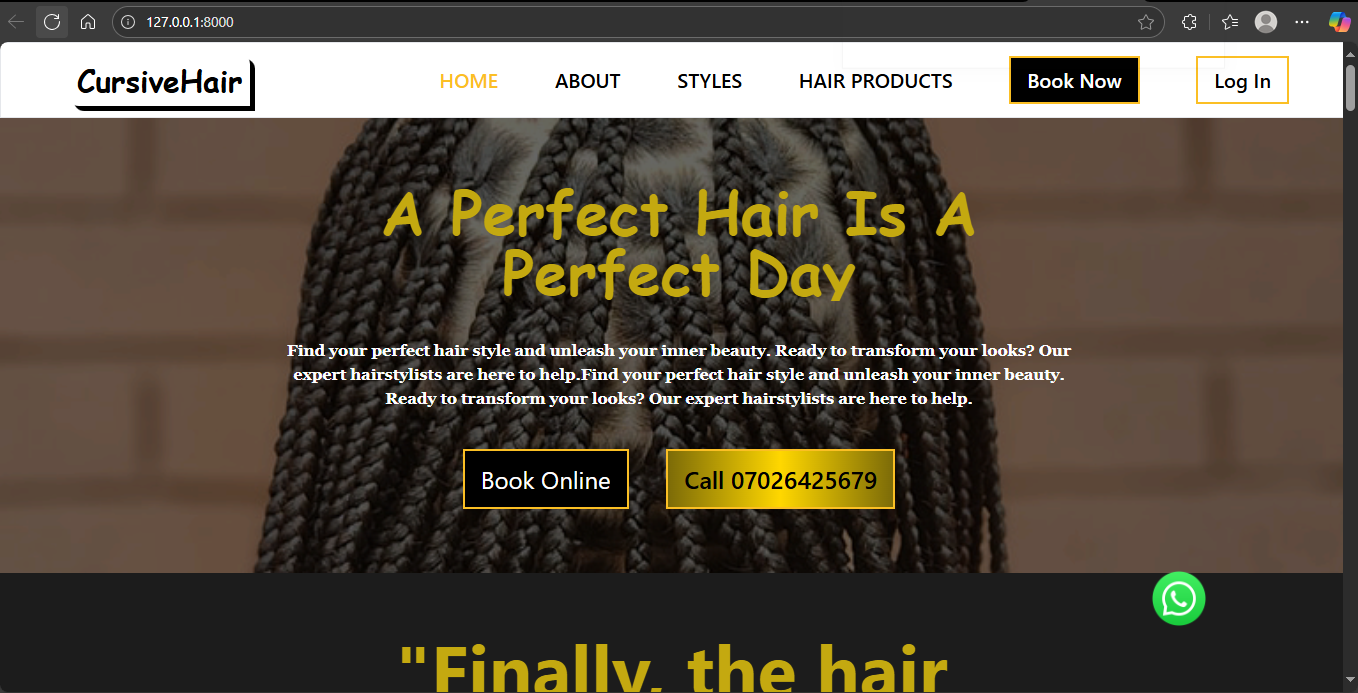 127.0.0.1:8000
CursiveHair
HOME ABOUT STYLES HAIR PRODUCTS Book Now Log In
A Perfect Hair Is A
Perfect Day
Find your perfect hair style and unleash your inner beauty. Ready to transform your looks? Our
expert hairstylists are here to help.Find your perfect hair style and unleash your inner beauty.
Ready to transform your looks? Our expert hairstylists are here to help.
Book Online Call 07026425679
"Finally, the hair